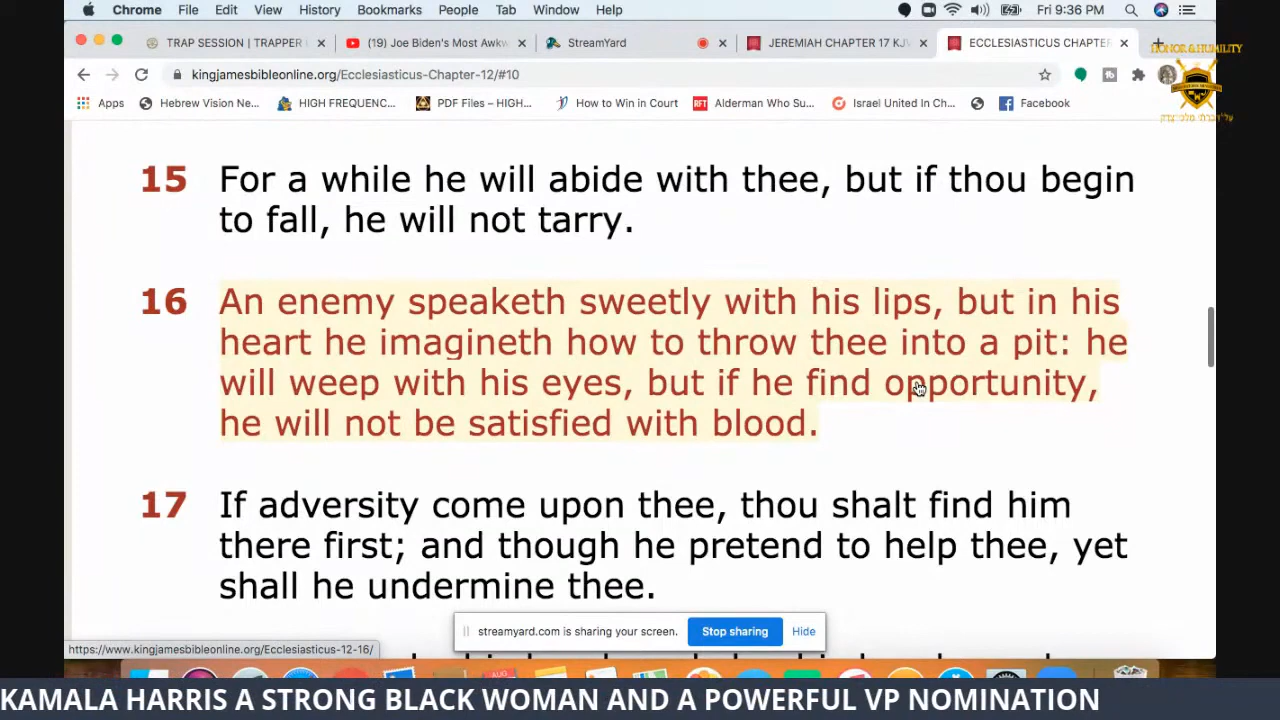 Chrome File Edit View History Bookmarks People Tab Window Help Fri 9:36 PM
TRAP SESSION | TRAPPER (19) Joe Biden's Most Awkw StreamYard JEREMIAH CHAPTER 17 KJV ECCLESIASTICUS CHAPTER
HONOR & HUMILITY
kingjamesbibleonline.org/Ecclesiasticus-Chapter-12/#10
Apps Hebrew Vision Ne... HIGH FREQUENC... PDF Files – HIGH... How to Win in Court RFT Alderman Who Su... Israel United In Ch... Facebook
15 For a while he will abide with thee, but if thou begin
to fall, he will not tarry.
16 An enemy speaketh sweetly with his lips, but in his
heart he imagineth how to throw thee into a pit: he
will weep with his eyes, but if he find opportunity,
he will not be satisfied with blood.
17 If adversity come upon thee, thou shalt find him
there first; and though he pretend to help thee, yet
shall he undermine thee.
streamyard.com is sharing your screen. Stop sharing Hide
https://www.kingjamesbibleonline.org/Ecclesiasticus-12-16/
KAMALA HARRIS A STRONG BLACK WOMAN AND A POWERFUL VP NOMINATION